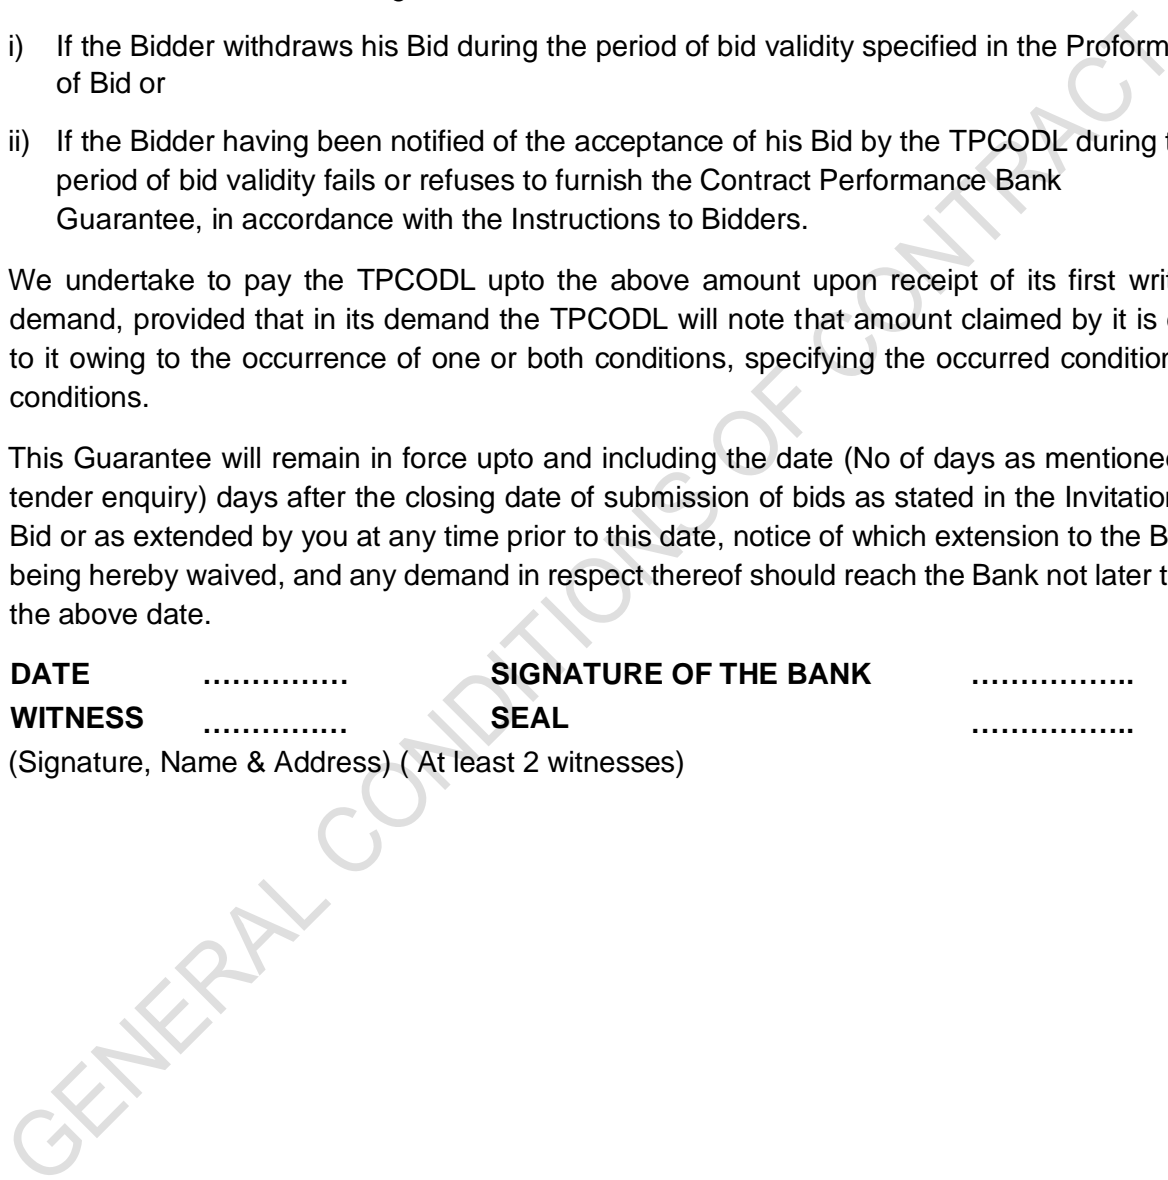 i) If the Bidder withdraws his Bid during the period of bid validity specified in the Proform
of Bid or
ii) If the Bidder having been notified of the acceptance of his Bid by the TPCODL during
period of bid validity fails or refuses to furnish the Contract Performance Bank
Guarantee, in accordance with the Instructions to Bidders.
We undertake to pay the TPCODL upto the above amount upon receipt of its first writ
demand, provided that in its demand the TPCODL will note that amount claimed by it is
to it owing to the occurrence of one or both conditions, specifying the occurred condition
conditions.
This Guarantee will remain in force upto and including the date (No of days as mentioned
tender enquiry) days after the closing date of submission of bids as stated in the Invitation
Bid or as extended by you at any time prior to this date, notice of which extension to the B
being hereby waived, and any demand in respect thereof should reach the Bank not later t
the above date.
DATE …………… SIGNATURE OF THE BANK ……………..
WITNESS …………… SEAL ……………..
(Signature, Name & Address) ( At least 2 witnesses)
GENERAL CONDITIONS OF CONTRACT